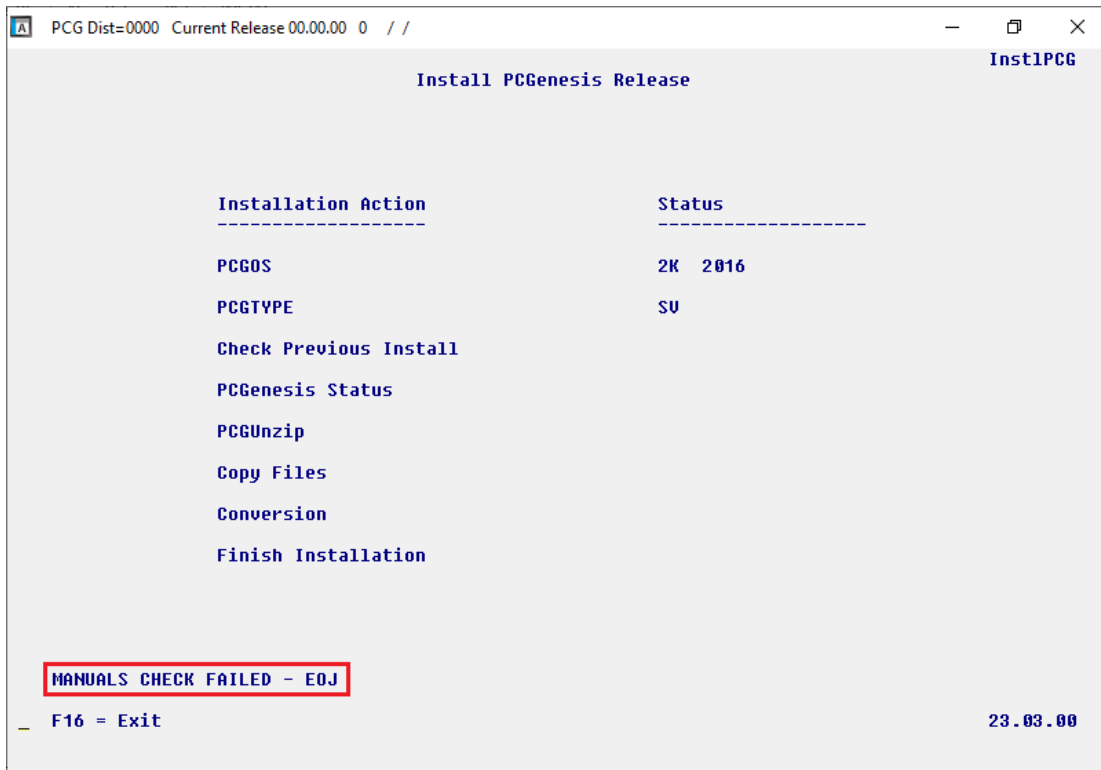 PCG Dist=0000 Current Release 00.00.00 0 / /
InstlPCG
Install PCGenesis Release
Installation Action Status
------------------- -------------------
PCGOS 2K 2016
PCGTYPE SV
Check Previous Install
PCGenesis Status
PCGUnzip
Copy Files
Conversion
Finish Installation
MANUALS CHECK FAILED - EOJ
_ F16 = Exit 23.03.00